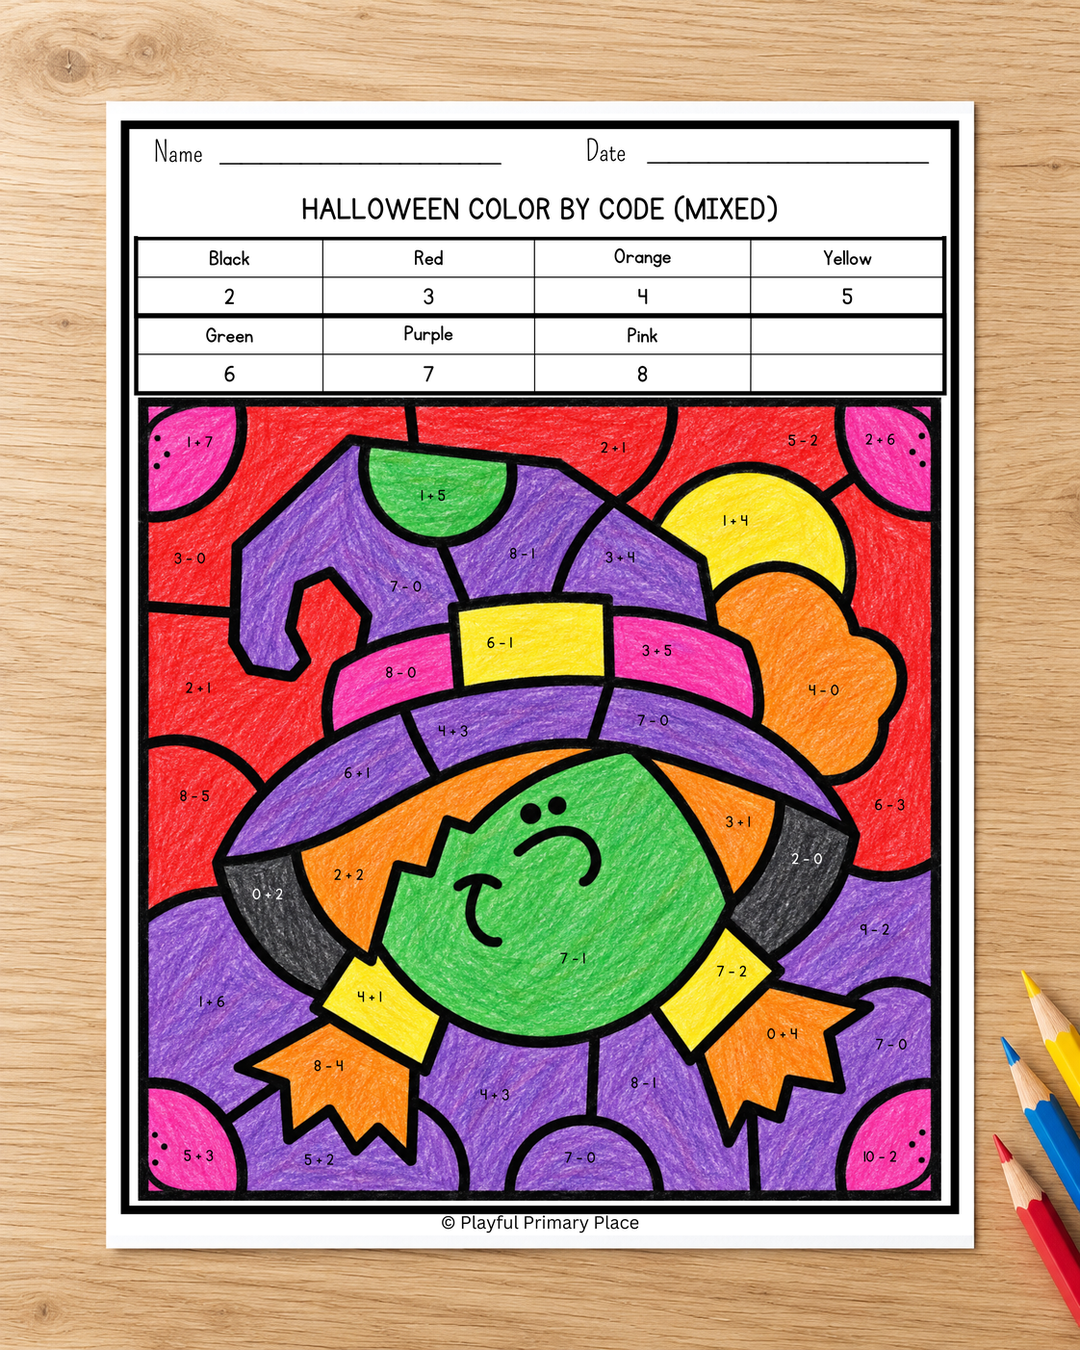 Name Date
HALLOWEEN COLOR BY CODE (MIXED)
Black Red Orange Yellow
2 3 4 5
Green Purple Pink
6 7 8
1 + 7 2 + 1 5 - 2 2 + 6
1 + 5 1 + 4
3 - 0 7 - 0 8 - 1 3 + 4
2 + 1 8 - 0 6 - 1 3 + 5 4 - 0
4 + 3 7 - 0
8 - 5 6 + 1 6 - 3
3 + 1
0 + 2 2 + 2 2 - 0
9 - 2
1 + 6 4 + 1 7 - 1 7 - 2
8 - 4 0 + 4 7 - 0
4 + 3 8 - 1
5 + 3 5 + 2 7 - 0 10 - 2
© Playful Primary Place